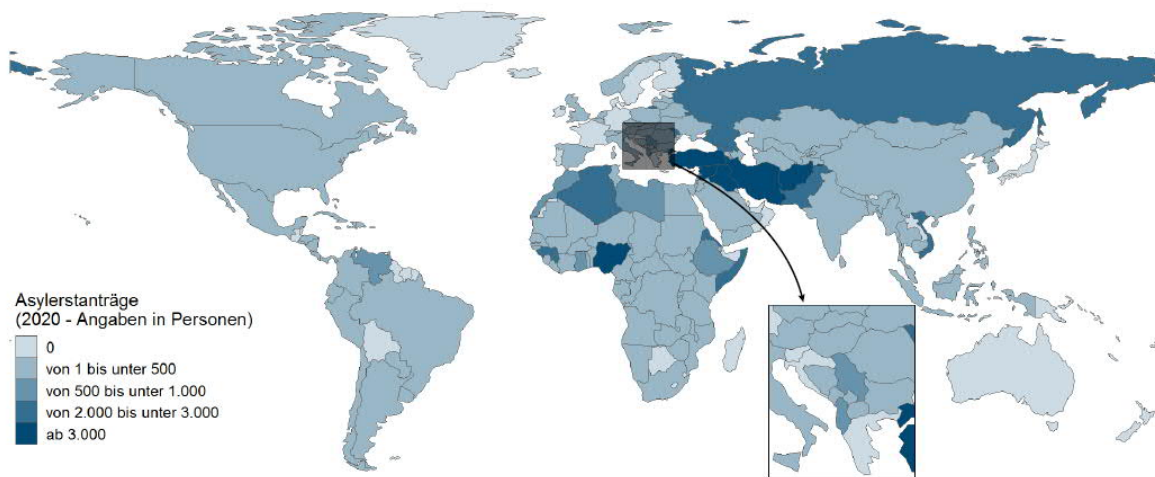 Asylerstanträge
(2020 - Angaben in Personen)
0
von 1 bis unter 500
von 500 bis unter 1.000
von 2.000 bis unter 3.000
ab 3.000